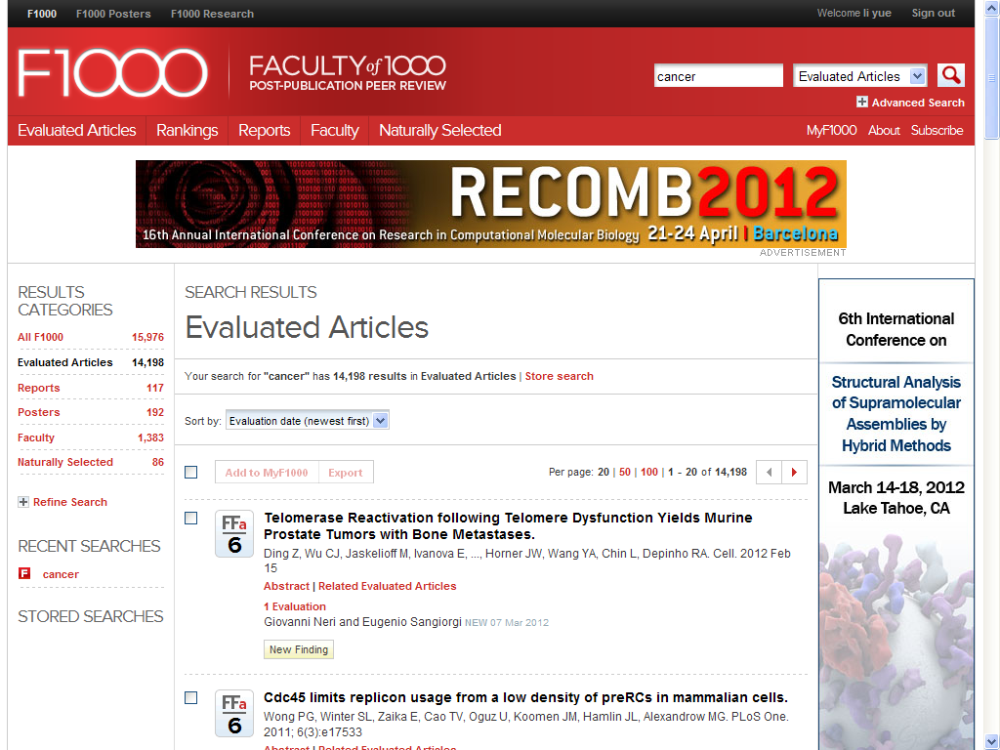 F1000 F1000 Posters F1000 Research Welcome li yue Sign out
F1000 FACULTY of 1000
POST-PUBLICATION PEER REVIEW
cancer Evaluated Articles
Advanced Search
Evaluated Articles Rankings Reports Faculty Naturally Selected MyF1000 About Subscribe
RECOMB2012
16th Annual International Conference on Research in Computational Molecular Biology 21-24 April | Barcelona
ADVERTISEMENT
RESULTS
CATEGORIES
All F1000 15,976
Evaluated Articles 14,198
Reports 117
Posters 192
Faculty 1,383
Naturally Selected 86
Refine Search
RECENT SEARCHES
F cancer
STORED SEARCHES
SEARCH RESULTS
Evaluated Articles
Your search for "cancer" has 14,198 results in Evaluated Articles | Store search
Sort by: Evaluation date (newest first)
Add to MyF1000 Export Per page: 20 | 50 | 100 | 1 - 20 of 14,198
FFa
6
Telomerase Reactivation following Telomere Dysfunction Yields Murine
Prostate Tumors with Bone Metastases.
Ding Z, Wu CJ, Jaskelioff M, Ivanova E, ..., Horner JW, Wang YA, Chin L, Depinho RA. Cell. 2012 Feb
15
Abstract | Related Evaluated Articles
1 Evaluation
Giovanni Neri and Eugenio Sangiorgi NEW 07 Mar 2012
New Finding
FFa
6
Cdc45 limits replicon usage from a low density of preRCs in mammalian cells.
Wong PG, Winter SL, Zaika E, Cao TV, Oguz U, Koomen JM, Hamlin JL, Alexandrow MG. PLoS One.
2011; 6(3):e17533
Abstract | Related Evaluated Articles
6th International
Conference on
Structural Analysis
of Supramolecular
Assemblies by
Hybrid Methods
March 14-18, 2012
Lake Tahoe, CA